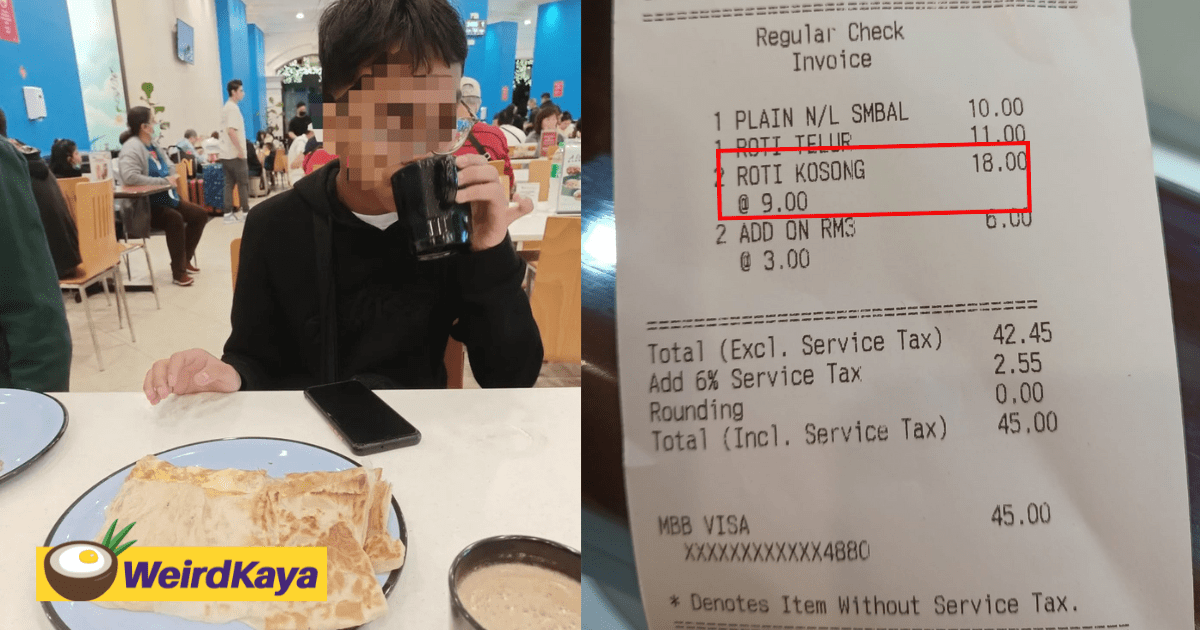 WeirdKaya
===============================
Regular Check
Invoice
1 PLAIN N/L SMBAL 10.00
1 ROTI TELUR 11.00
2 ROTI KOSONG 18.00
@ 9.00
2 ADD ON RM3 6.00
@ 3.00
===============================
Total (Excl. Service Tax) 42.45
Add 6% Service Tax 2.55
Rounding 0.00
Total (Incl. Service Tax) 45.00
MBB VISA 45.00
XXXXXXXXXXXX4880
* Denotes Item Without Service Tax.
===============================